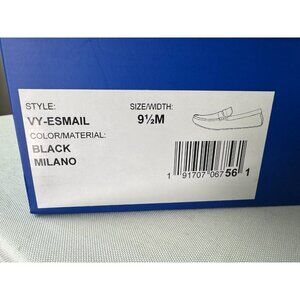 STYLE: SIZE/WIDTH:
VY-ESMAIL 9½M
COLOR/MATERIAL:
BLACK
MILANO
1 91707 06756 1